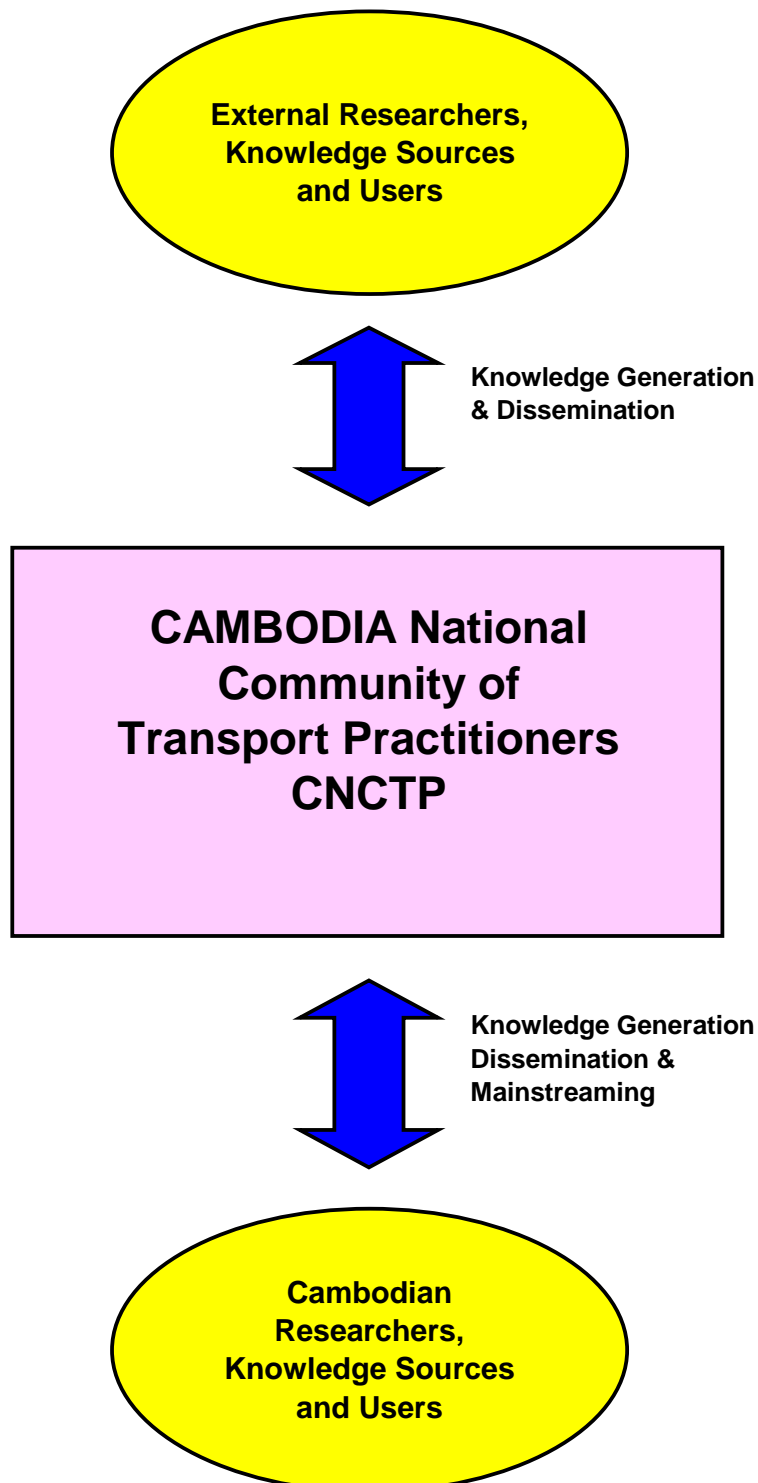 External Researchers,
Knowledge Sources
and Users
Knowledge Generation
& Dissemination
CAMBODIA National
Community of
Transport Practitioners
CNCTP
Knowledge Generation
Dissemination &
Mainstreaming
Cambodian
Researchers,
Knowledge Sources
and Users